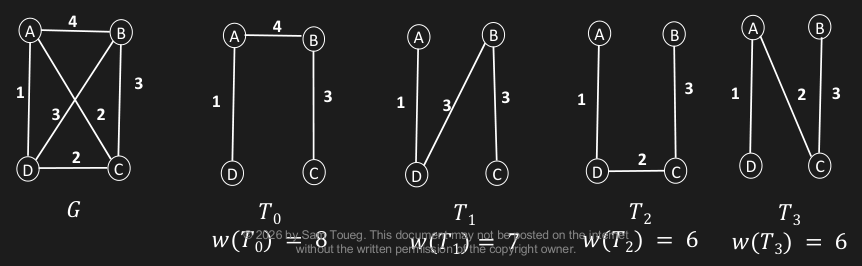 A 4 B
1 3 2 3
D 2 C
G
A 4 B
1 3
D C
T0
w(T0) = 8
A B
1 3 3
D C
T1
w(T1) = 7
A B
1 3
D 2 C
T2
w(T2) = 6
A B
1 2 3
D C
T3
w(T3) = 6
© 2026 by Sam Toueg. This document may not be posted on the internet
without the written permission of the copyright owner.